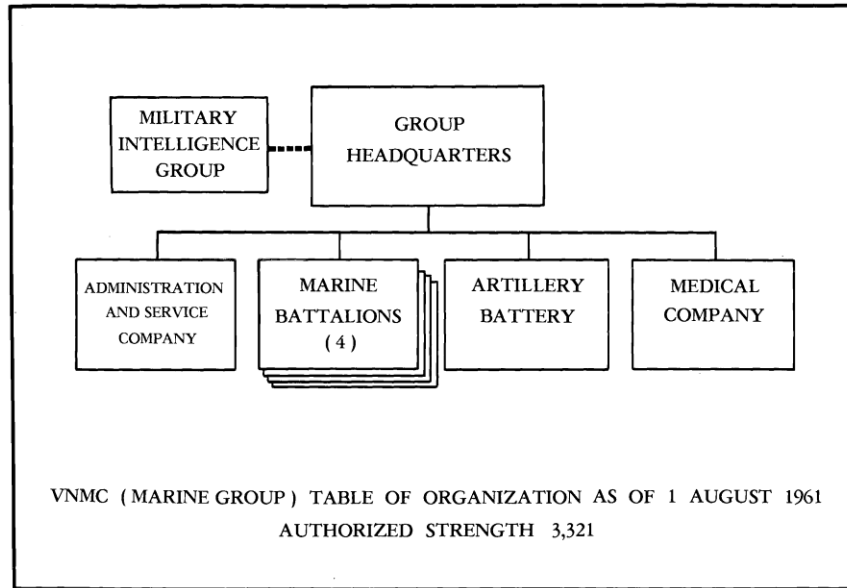 MILITARY
INTELLIGENCE
GROUP
GROUP
HEADQUARTERS
ADMINISTRATION
AND SERVICE
COMPANY
MARINE
BATTALIONS
( 4 )
ARTILLERY
BATTERY
MEDICAL
COMPANY
VNMC ( MARINE GROUP ) TABLE OF ORGANIZATION AS OF 1 AUGUST 1961
AUTHORIZED STRENGTH 3,321